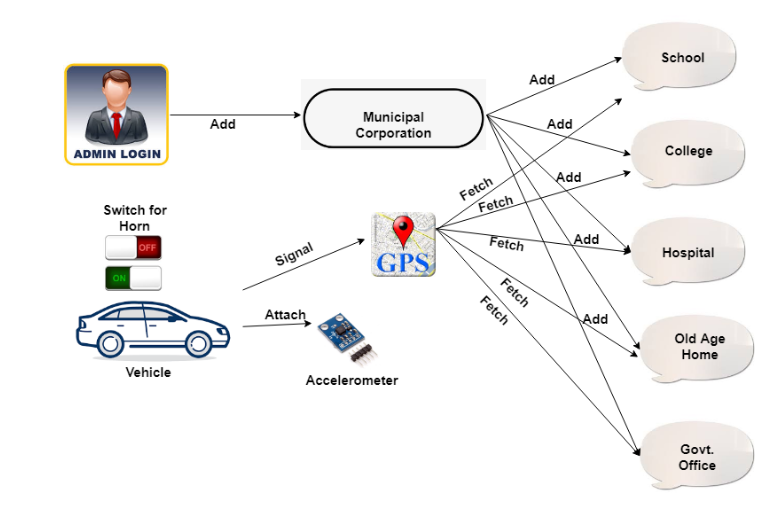 ADMIN LOGIN
Add
Municipal
Corporation
Add
School
Add
College
Add
Hospital
Add
Old Age
Home
Add
Govt.
Office
Switch for
Horn
OFF
ON
Vehicle
Signal
GPS
Attach
Accelerometer
Fetch
Fetch
Fetch
Fetch
Fetch